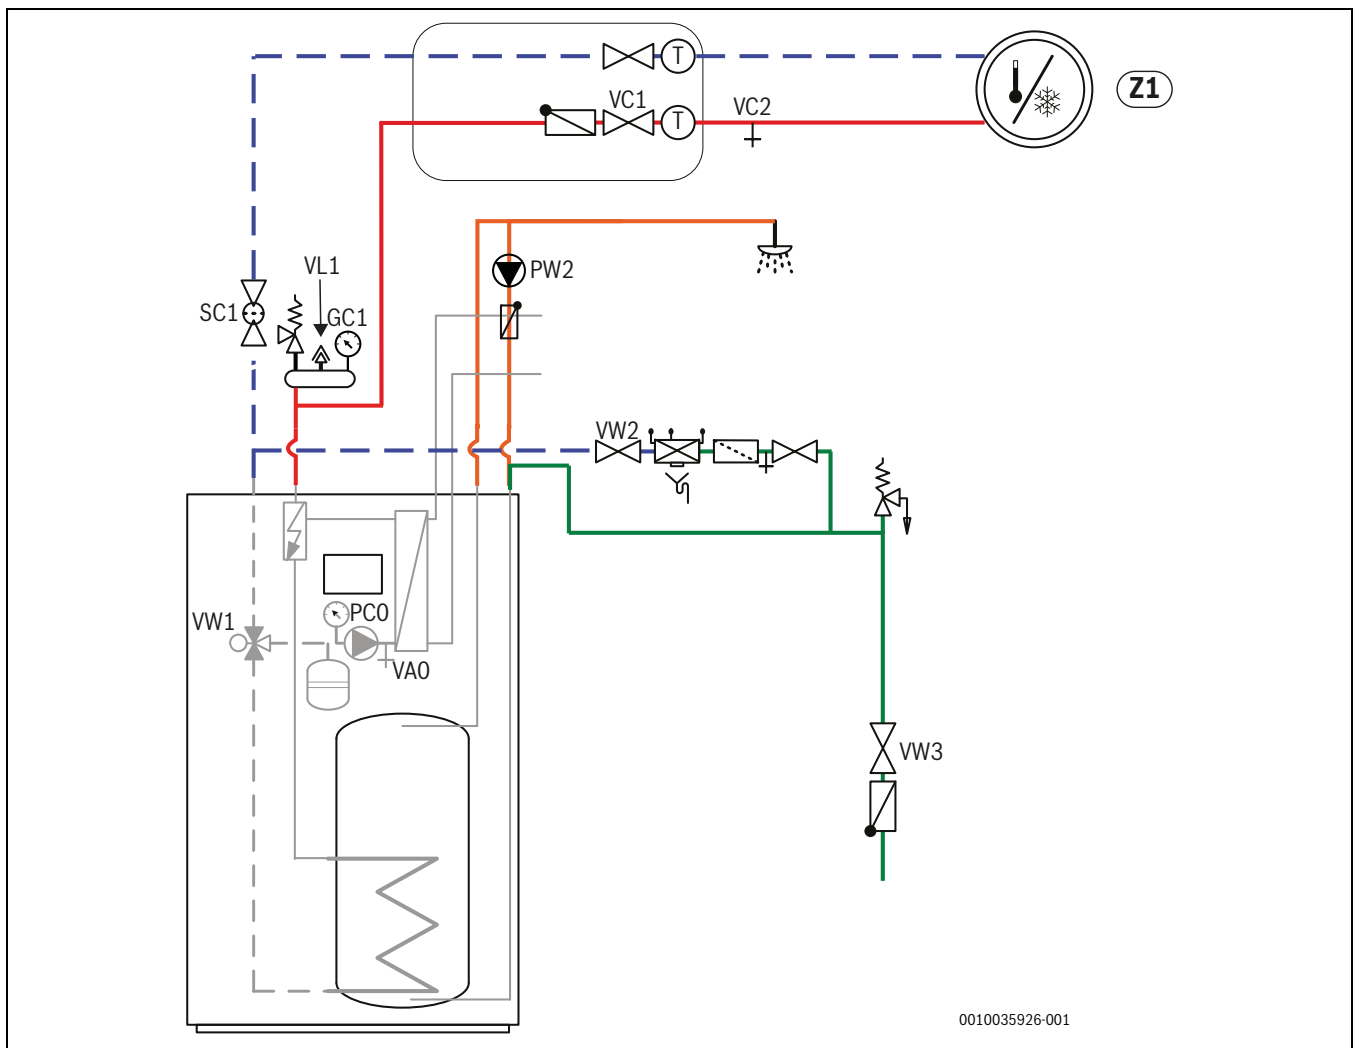 T
Z1
VC1
VC2
T
PW2
VL1
SC1
GC1
VW2
VW1
PC0
VA0
VW3
0010035926-001